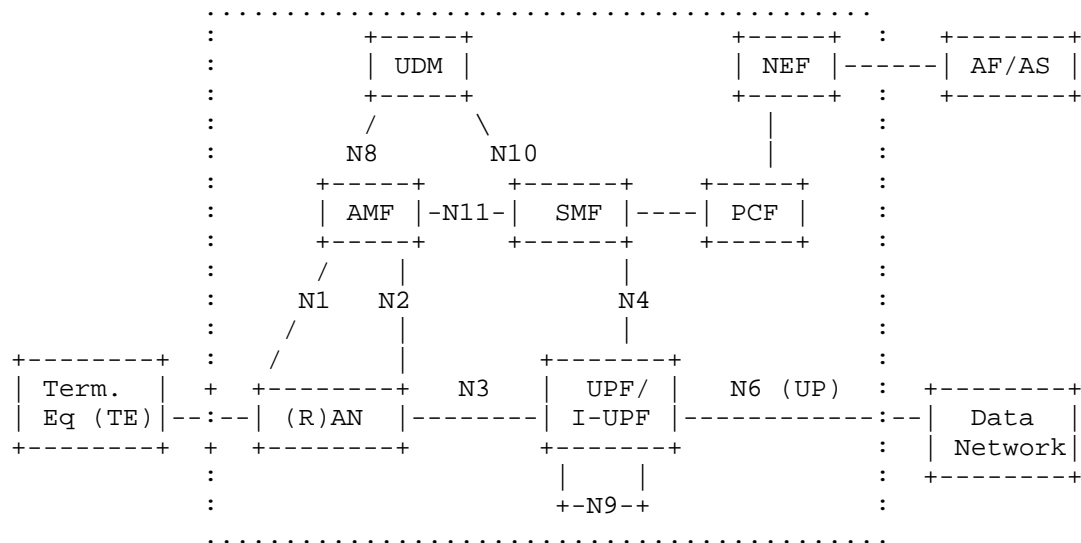 UDM NEF AF/AS
N8 N10
AMF -N11- SMF PCF
N1 N2 N4
Term. N3 UPF/ N6 (UP)
Eq (TE) (R)AN I-UPF Data
Network
N9